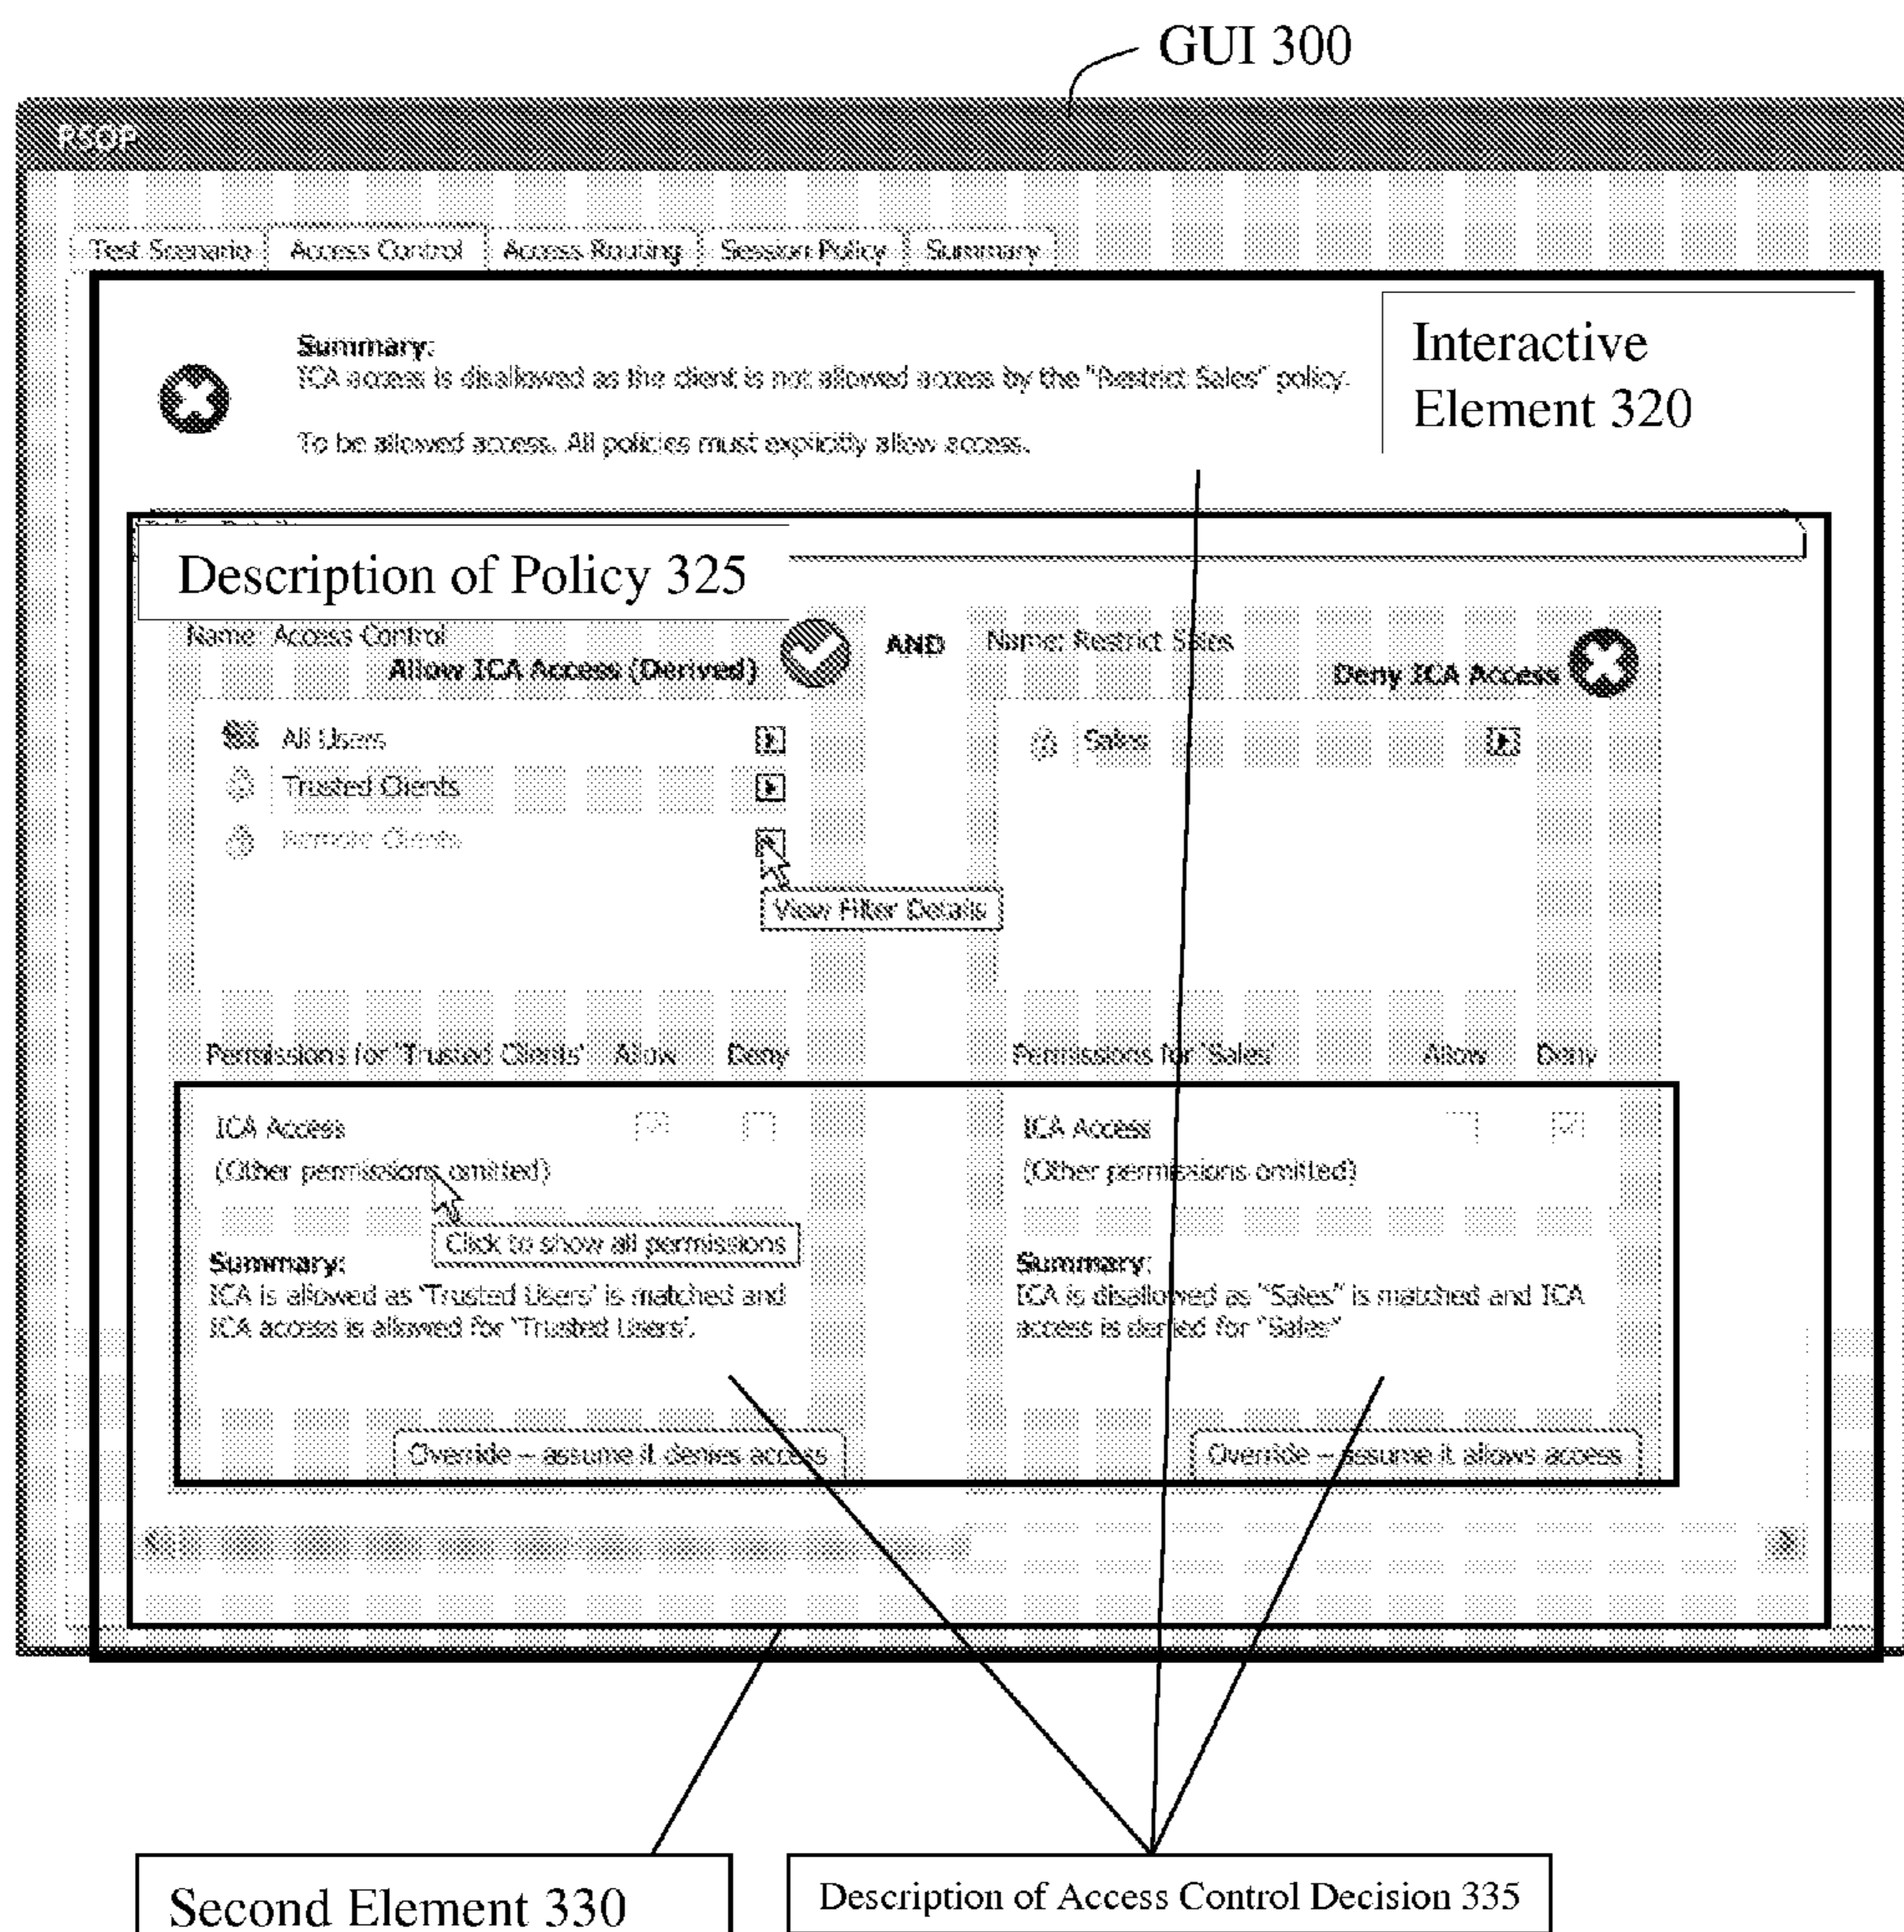 GUI 300
RSOP
Test Scenario Access Control Access Routing Session Policy Summary
Interactive
Element 320
Summary:
ICA access is disallowed as the client is not allowed access by the "Restrict Sales" policy.
To be allowed access. All policies must explicitly allow access.
Description of Policy 325
Name: Access Control
Allow ICA Access (Derived)
AND
Name: Restrict Sales
Deny ICA Access
All Users
Trusted Clients
Remote Clients
View Filter Details
Sales
Permissions for 'Trusted Clients' Allow Deny
ICA Access
(Other permissions omitted)
Click to show all permissions
Summary:
ICA is allowed as 'Trusted Users' is matched and
ICA access is allowed for 'Trusted Users'.
Override – assume it denies access
Permissions for 'Sales' Allow Deny
ICA Access
(Other permissions omitted)
Summary:
ICA is disallowed as "Sales" is matched and ICA
access is denied for "Sales"
Override – assume it allows access
Second Element 330
Description of Access Control Decision 335